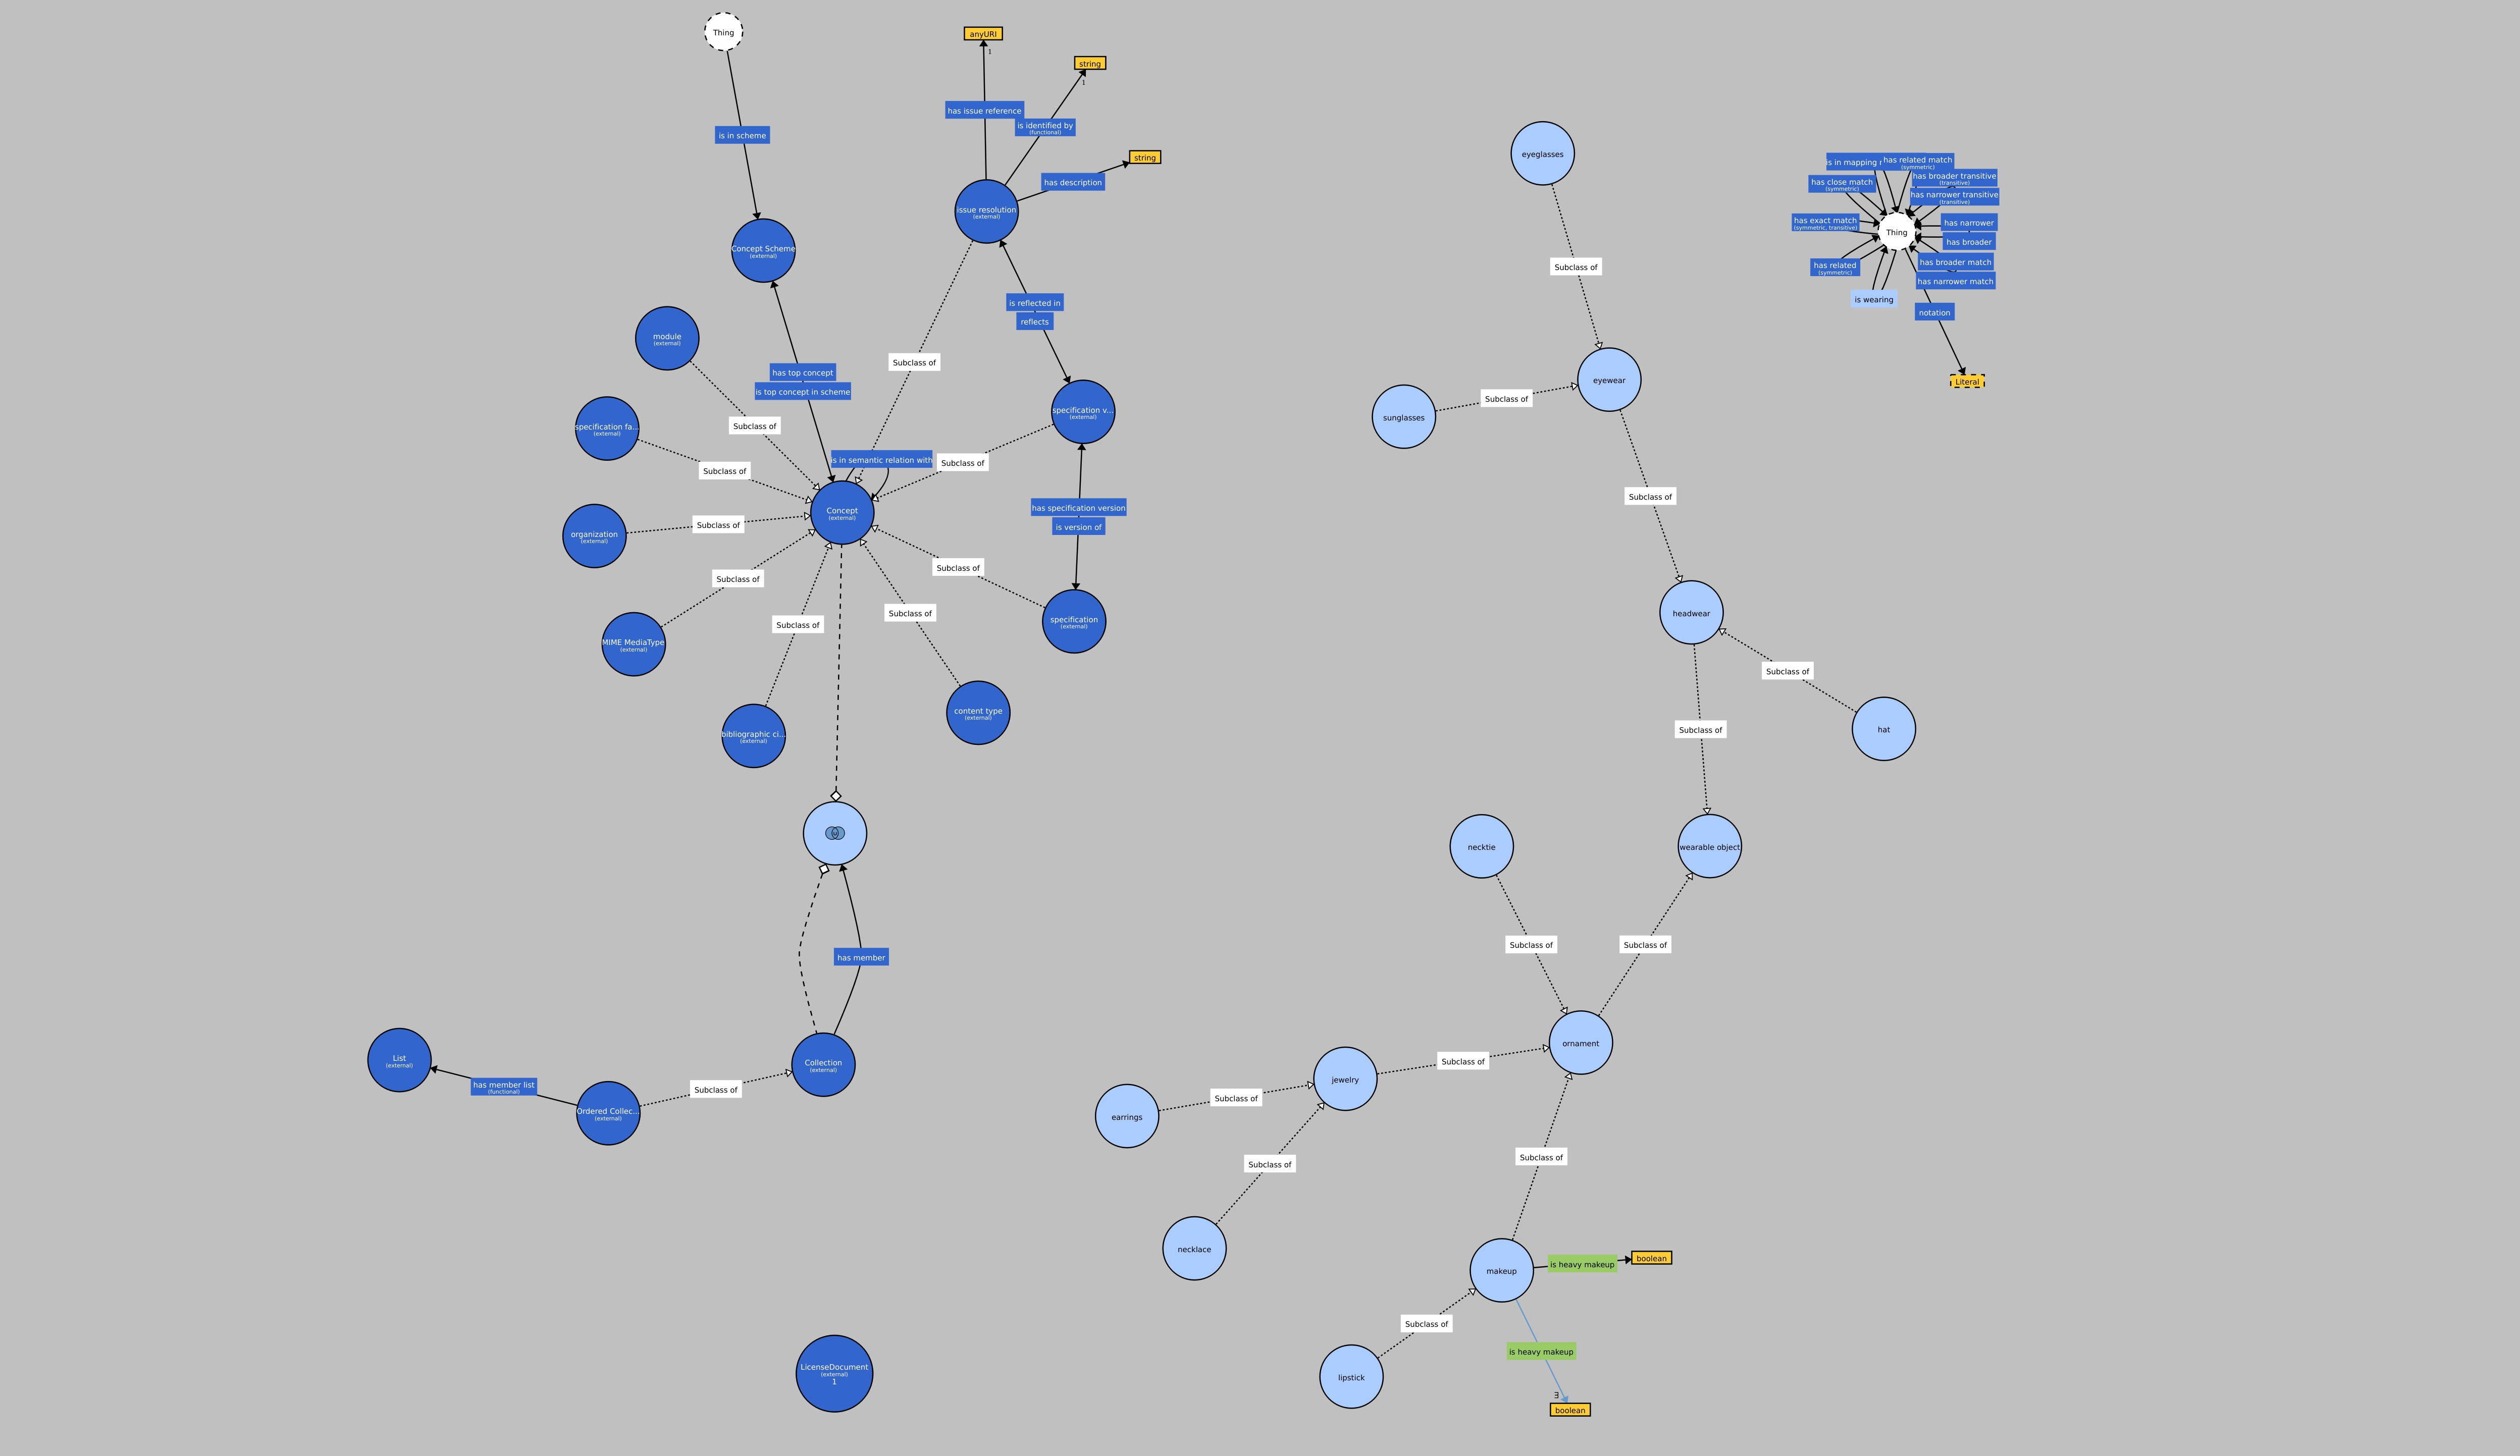 Thing
is in scheme
Concept Scheme
(external)
anyURI
1
string
1
has issue reference
is identified by
(functional)
string
has description
issue resolution
(external)
is reflected in
reflects
module
(external)
has top concept
is top concept in scheme
Subclass of
specification v...
(external)
specification fa...
(external)
Subclass of
is in semantic relation with
Subclass of
Subclass of
Concept
(external)
has specification version
is version of
organization
(external)
Subclass of
Subclass of
Subclass of
Subclass of
Subclass of
specification
(external)
MIME MediaType
(external)
bibliographic ci...
(external)
content type
(external)
has member
List
(external)
has member list
(functional)
Ordered Collec...
(external)
Subclass of
Collection
(external)
LicenseDocument
(external)
1
eyeglasses
Subclass of
eyewear
sunglasses
Subclass of
Subclass of
headwear
Subclass of
hat
Subclass of
wearable object
necktie
Subclass of
Subclass of
ornament
jewelry
Subclass of
earrings
Subclass of
necklace
Subclass of
Subclass of
makeup
is heavy makeup
boolean
Subclass of
lipstick
is heavy makeup
∃
boolean
is in mapping
has related match
(symmetric)
has close match
(symmetric)
has broader transitive
(transitive)
has narrower transitive
(transitive)
has exact match
(symmetric, transitive)
Thing
has narrower
has broader
has related
(symmetric)
has broader match
has narrower match
is wearing
notation
Literal